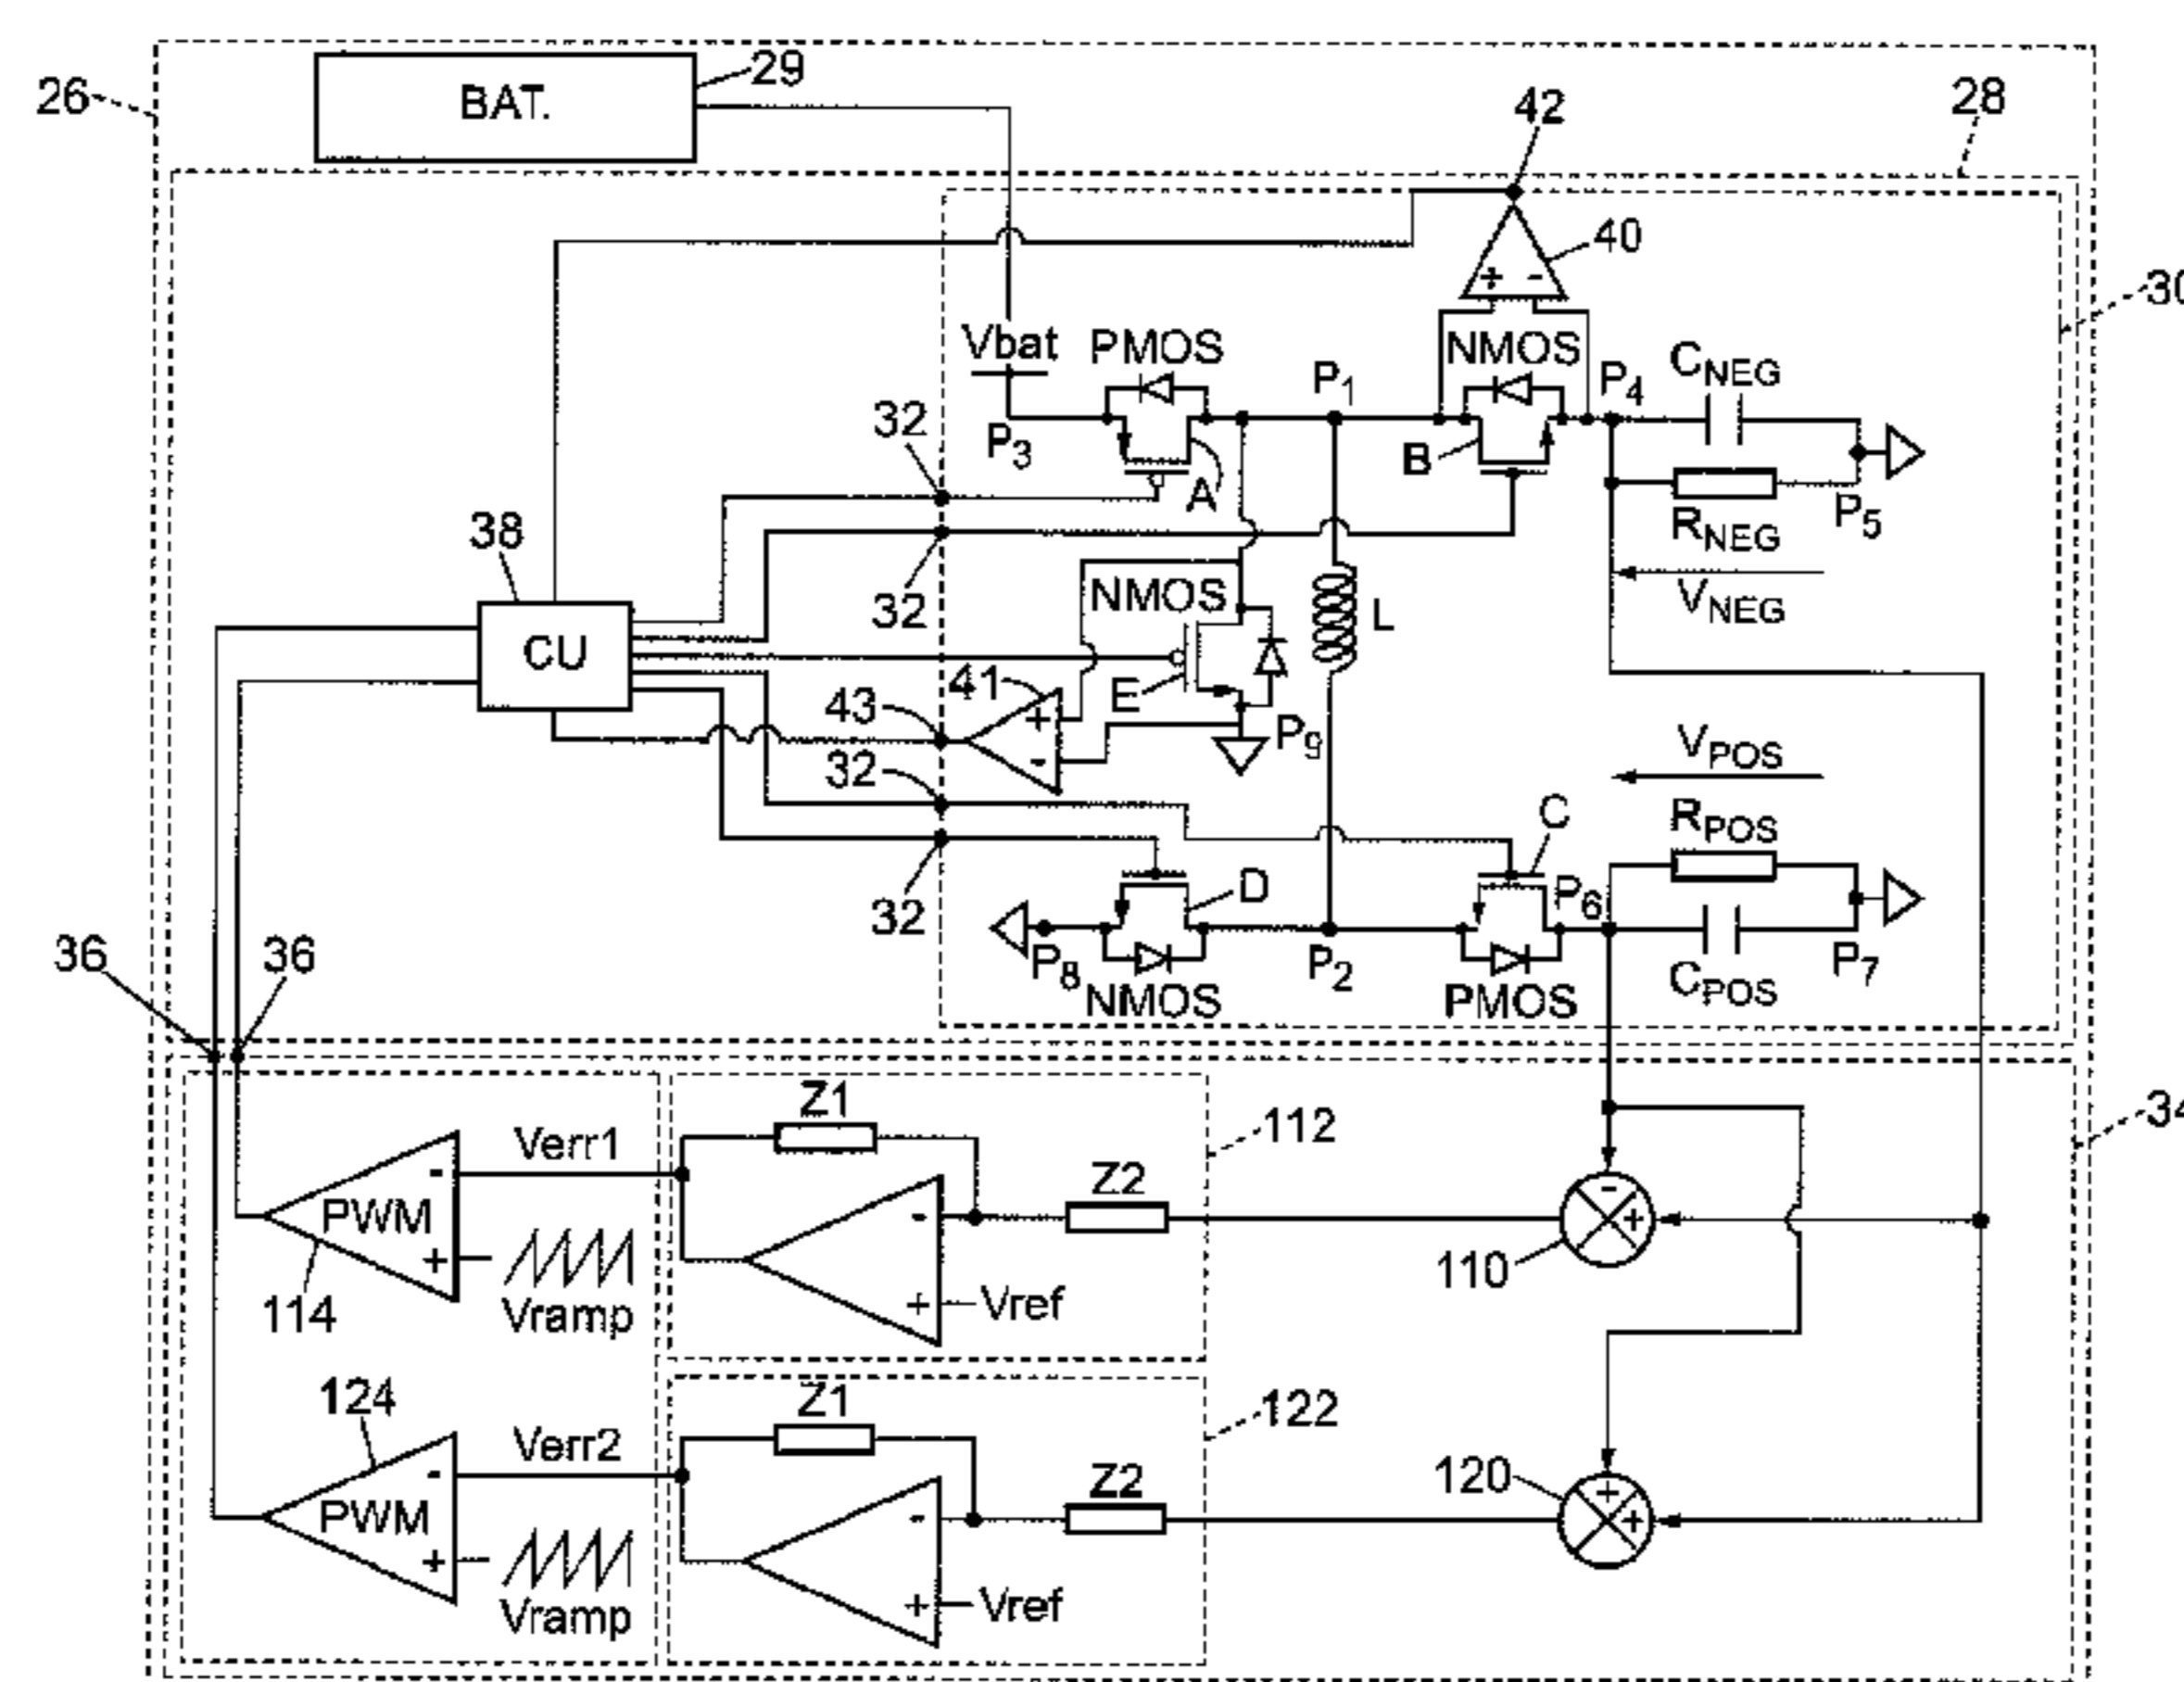 26
BAT.
29
42
28
40
30
+ -
Vbat
PMOS
P1
NMOS
P4
CNEG
32
P3
A
B
RNEG
P5
38
32
NMOS
L
VNEG
CU
E
41
43
+
-
P9
32
VPOS
C
RPOS
32
D
P6
P8
P2
CPOS
P7
NMOS
PMOS
36
36
34
Z1
112
Verr1
Z2
-
+
PWM
-
+
110
-
+
114
Vramp
Vref
124
Z1
122
Verr2
Z2
120
-
+
+
PWM
-
+
Vramp
+
Vref